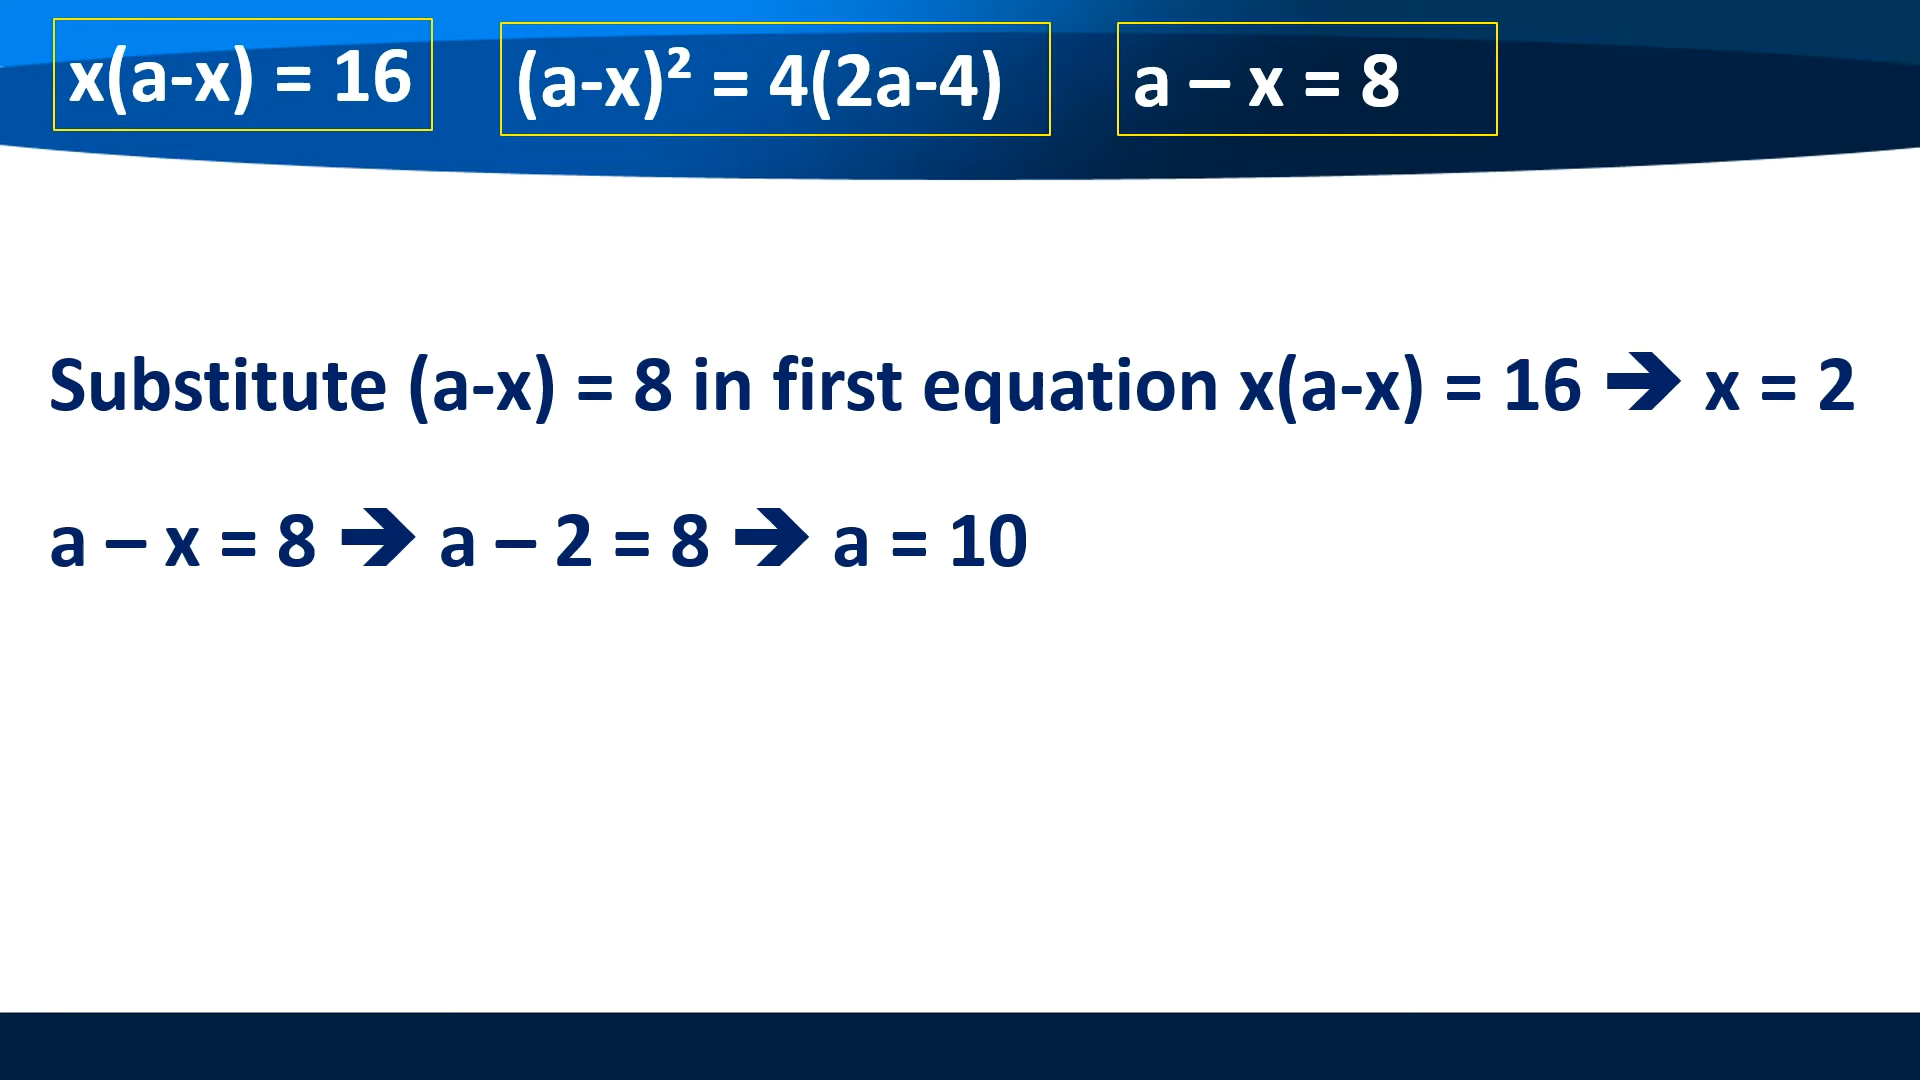 x(a-x) = 16
(a-x)² = 4(2a-4)
a – x = 8
Substitute (a-x) = 8 in first equation x(a-x) = 16 ➔ x = 2
a – x = 8 ➔ a – 2 = 8 ➔ a = 10